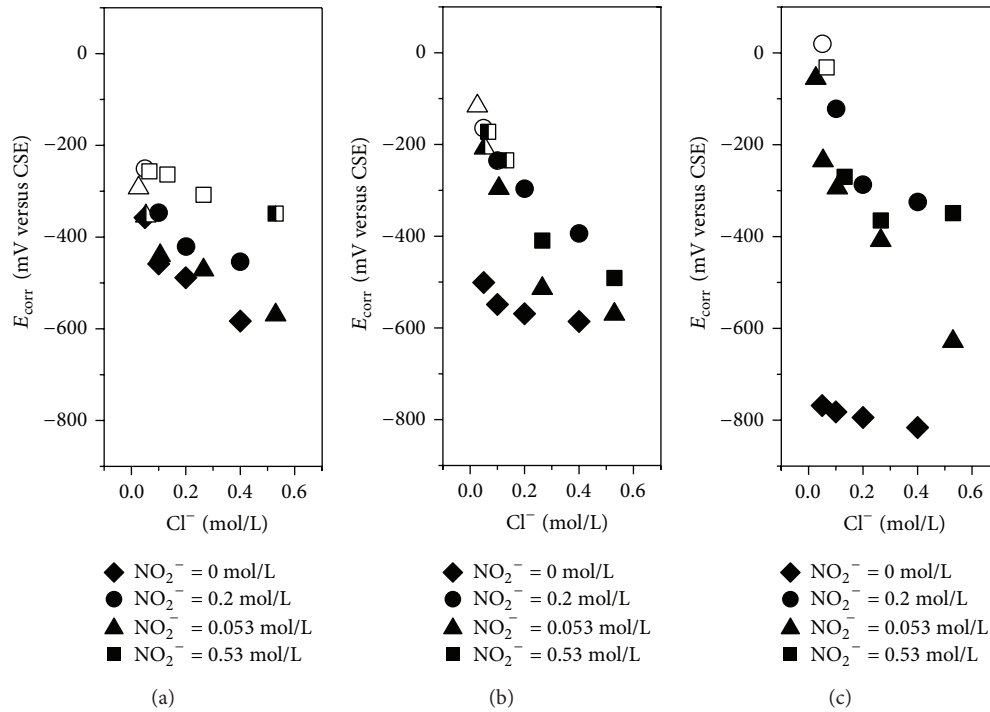 0
−200
−400
−600
−800
E_corr (mV versus CSE)
0.0 0.2 0.4 0.6
Cl⁻ (mol/L)
NO₂⁻ = 0 mol/L
NO₂⁻ = 0.2 mol/L
NO₂⁻ = 0.053 mol/L
NO₂⁻ = 0.53 mol/L
(a)
0
−200
−400
−600
−800
E_corr (mV versus CSE)
0.0 0.2 0.4 0.6
Cl⁻ (mol/L)
NO₂⁻ = 0 mol/L
NO₂⁻ = 0.2 mol/L
NO₂⁻ = 0.053 mol/L
NO₂⁻ = 0.53 mol/L
(b)
0
−200
−400
−600
−800
E_corr (mV versus CSE)
0.0 0.2 0.4 0.6
Cl⁻ (mol/L)
NO₂⁻ = 0 mol/L
NO₂⁻ = 0.2 mol/L
NO₂⁻ = 0.053 mol/L
NO₂⁻ = 0.53 mol/L
(c)